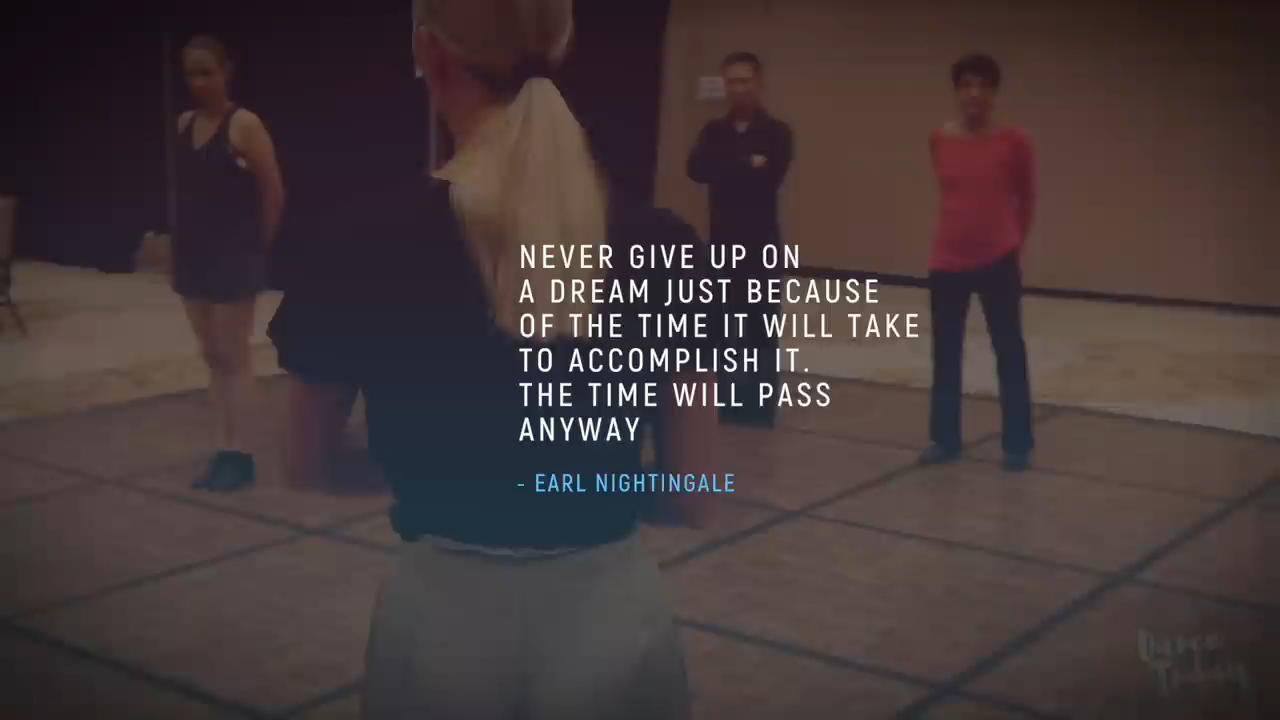 NEVER GIVE UP ON
A DREAM JUST BECAUSE
OF THE TIME IT WILL TAKE
TO ACCOMPLISH IT.
THE TIME WILL PASS
ANYWAY
- EARL NIGHTINGALE